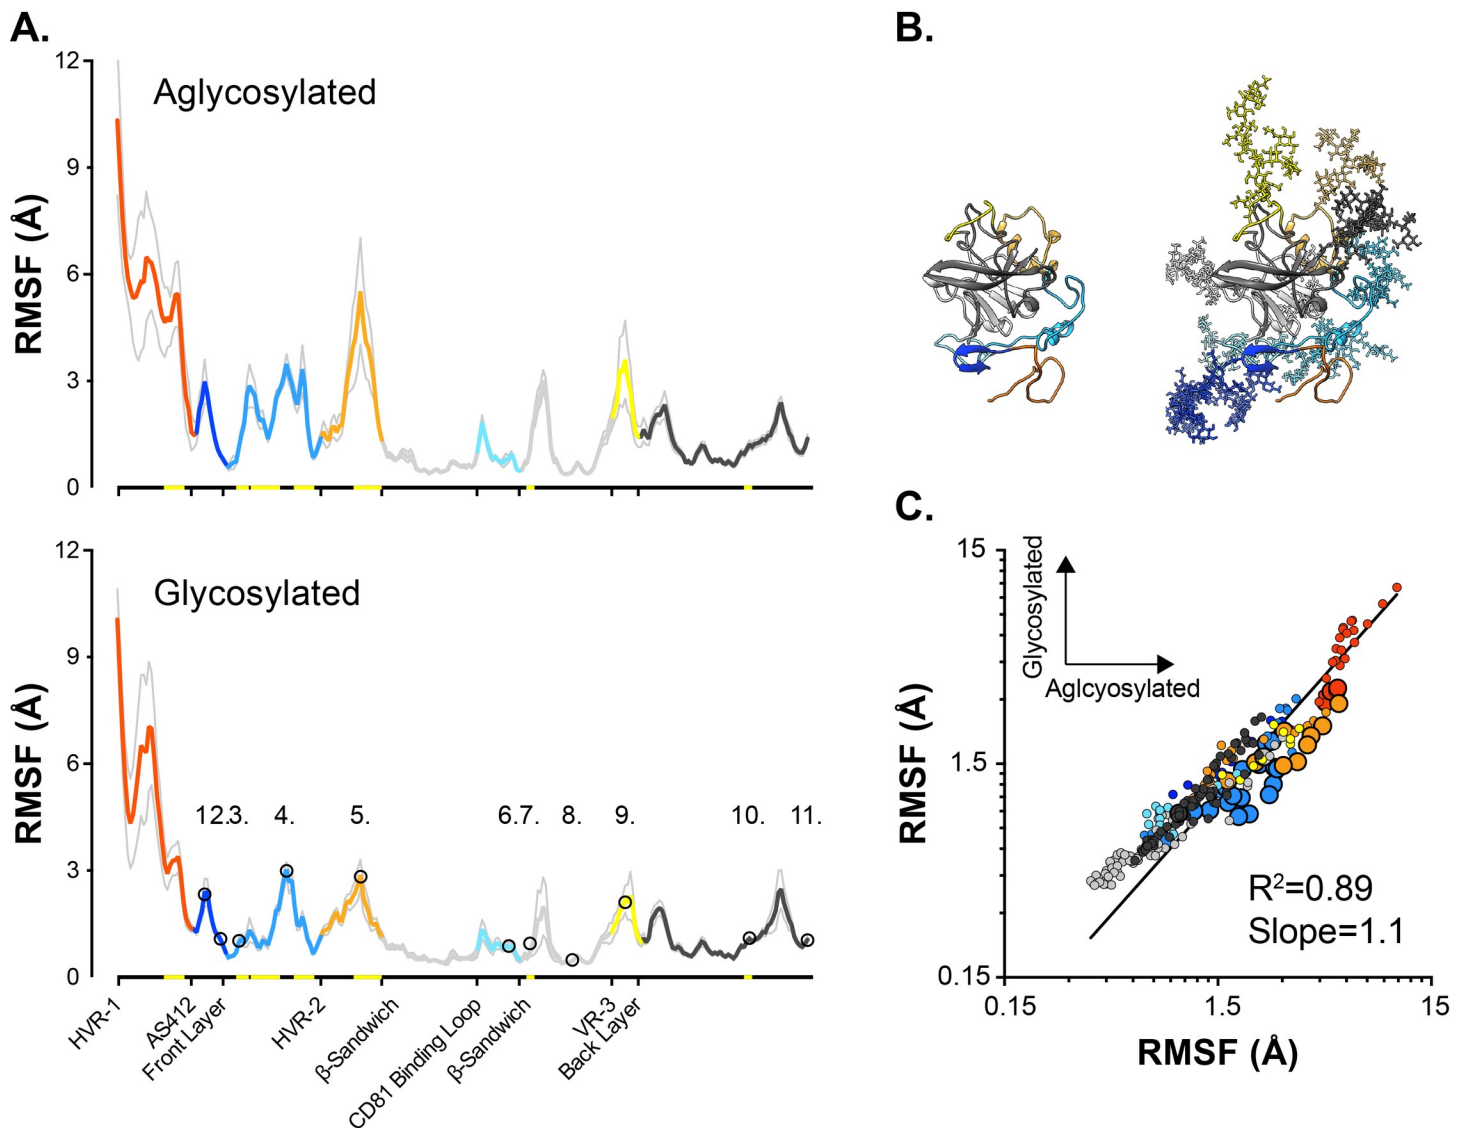 A.
12
9
6
3
0
RMSF (Å)
Aglycosylated
12
9
6
3
0
RMSF (Å)
Glycosylated
1 2. 3. 4. 5. 6. 7. 8. 9. 10. 11.
HVR-1
AS412
Front Layer
HVR-2
β-Sandwich
CD81 Binding Loop
β-Sandwich
VR-3
Back Layer
B.
C.
15
1.5
0.15
RMSF (Å)
Glycosylated
Aglcyosylated
R²=0.89
Slope=1.1
0.15 1.5 15
RMSF (Å)